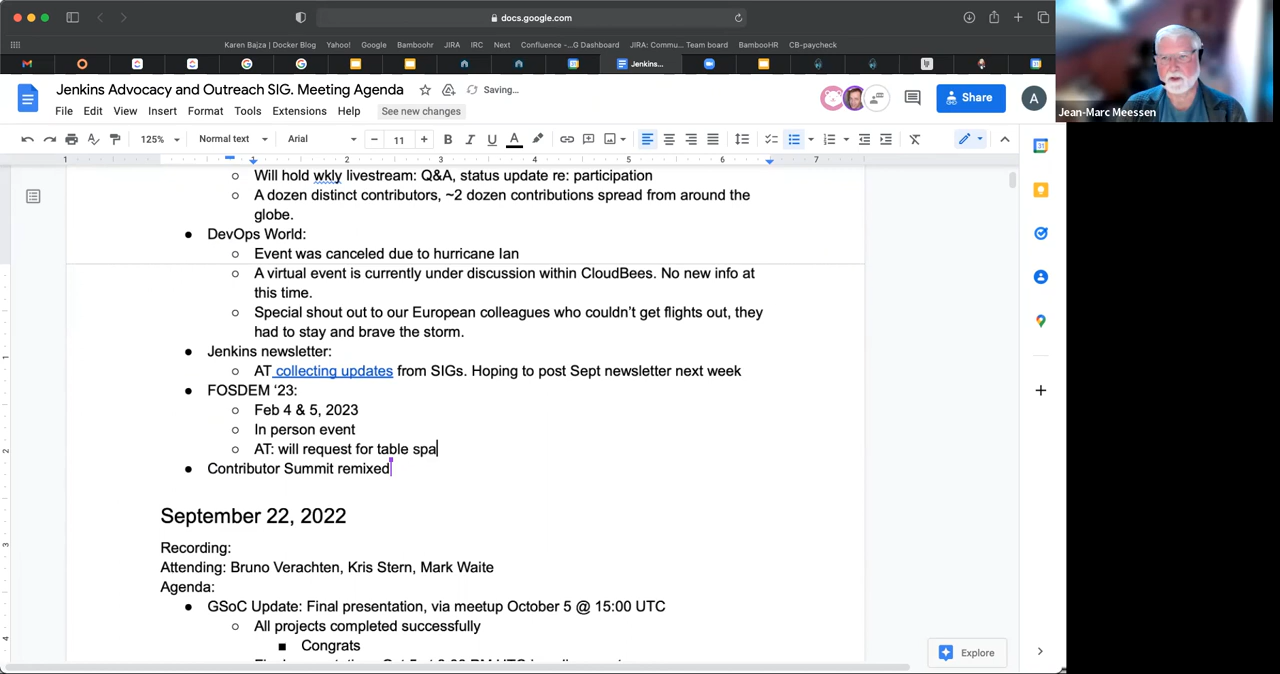 docs.google.com
Karen Bajza | Docker Blog Yahoo! Google Bamboohr JIRA IRC Next Confluence -...G Dashboard JIRA: Commu... Team board BambooHR CB-paycheck
Jenkins...
Jenkins Advocacy and Outreach SIG. Meeting Agenda
Saving...
File Edit View Insert Format Tools Extensions Help See new changes
Share
A
Jean-Marc Meessen
125% Normal text Arial 11
B I U A
1 1 2 3 4 5 6 7
Will hold wkly livestream: Q&A, status update re: participation
A dozen distinct contributors, ~2 dozen contributions spread from around the
globe.
DevOps World:
Event was canceled due to hurricane Ian
A virtual event is currently under discussion within CloudBees. No new info at
this time.
Special shout out to our European colleagues who couldn't get flights out, they
had to stay and brave the storm.
Jenkins newsletter:
AT collecting updates from SIGs. Hoping to post Sept newsletter next week
FOSDEM ‘23:
Feb 4 & 5, 2023
In person event
AT: will request for table spa
Contributor Summit remixed
September 22, 2022
Recording:
Attending: Bruno Verachten, Kris Stern, Mark Waite
Agenda:
GSoC Update: Final presentation, via meetup October 5 @ 15:00 UTC
All projects completed successfully
Congrats
Explore